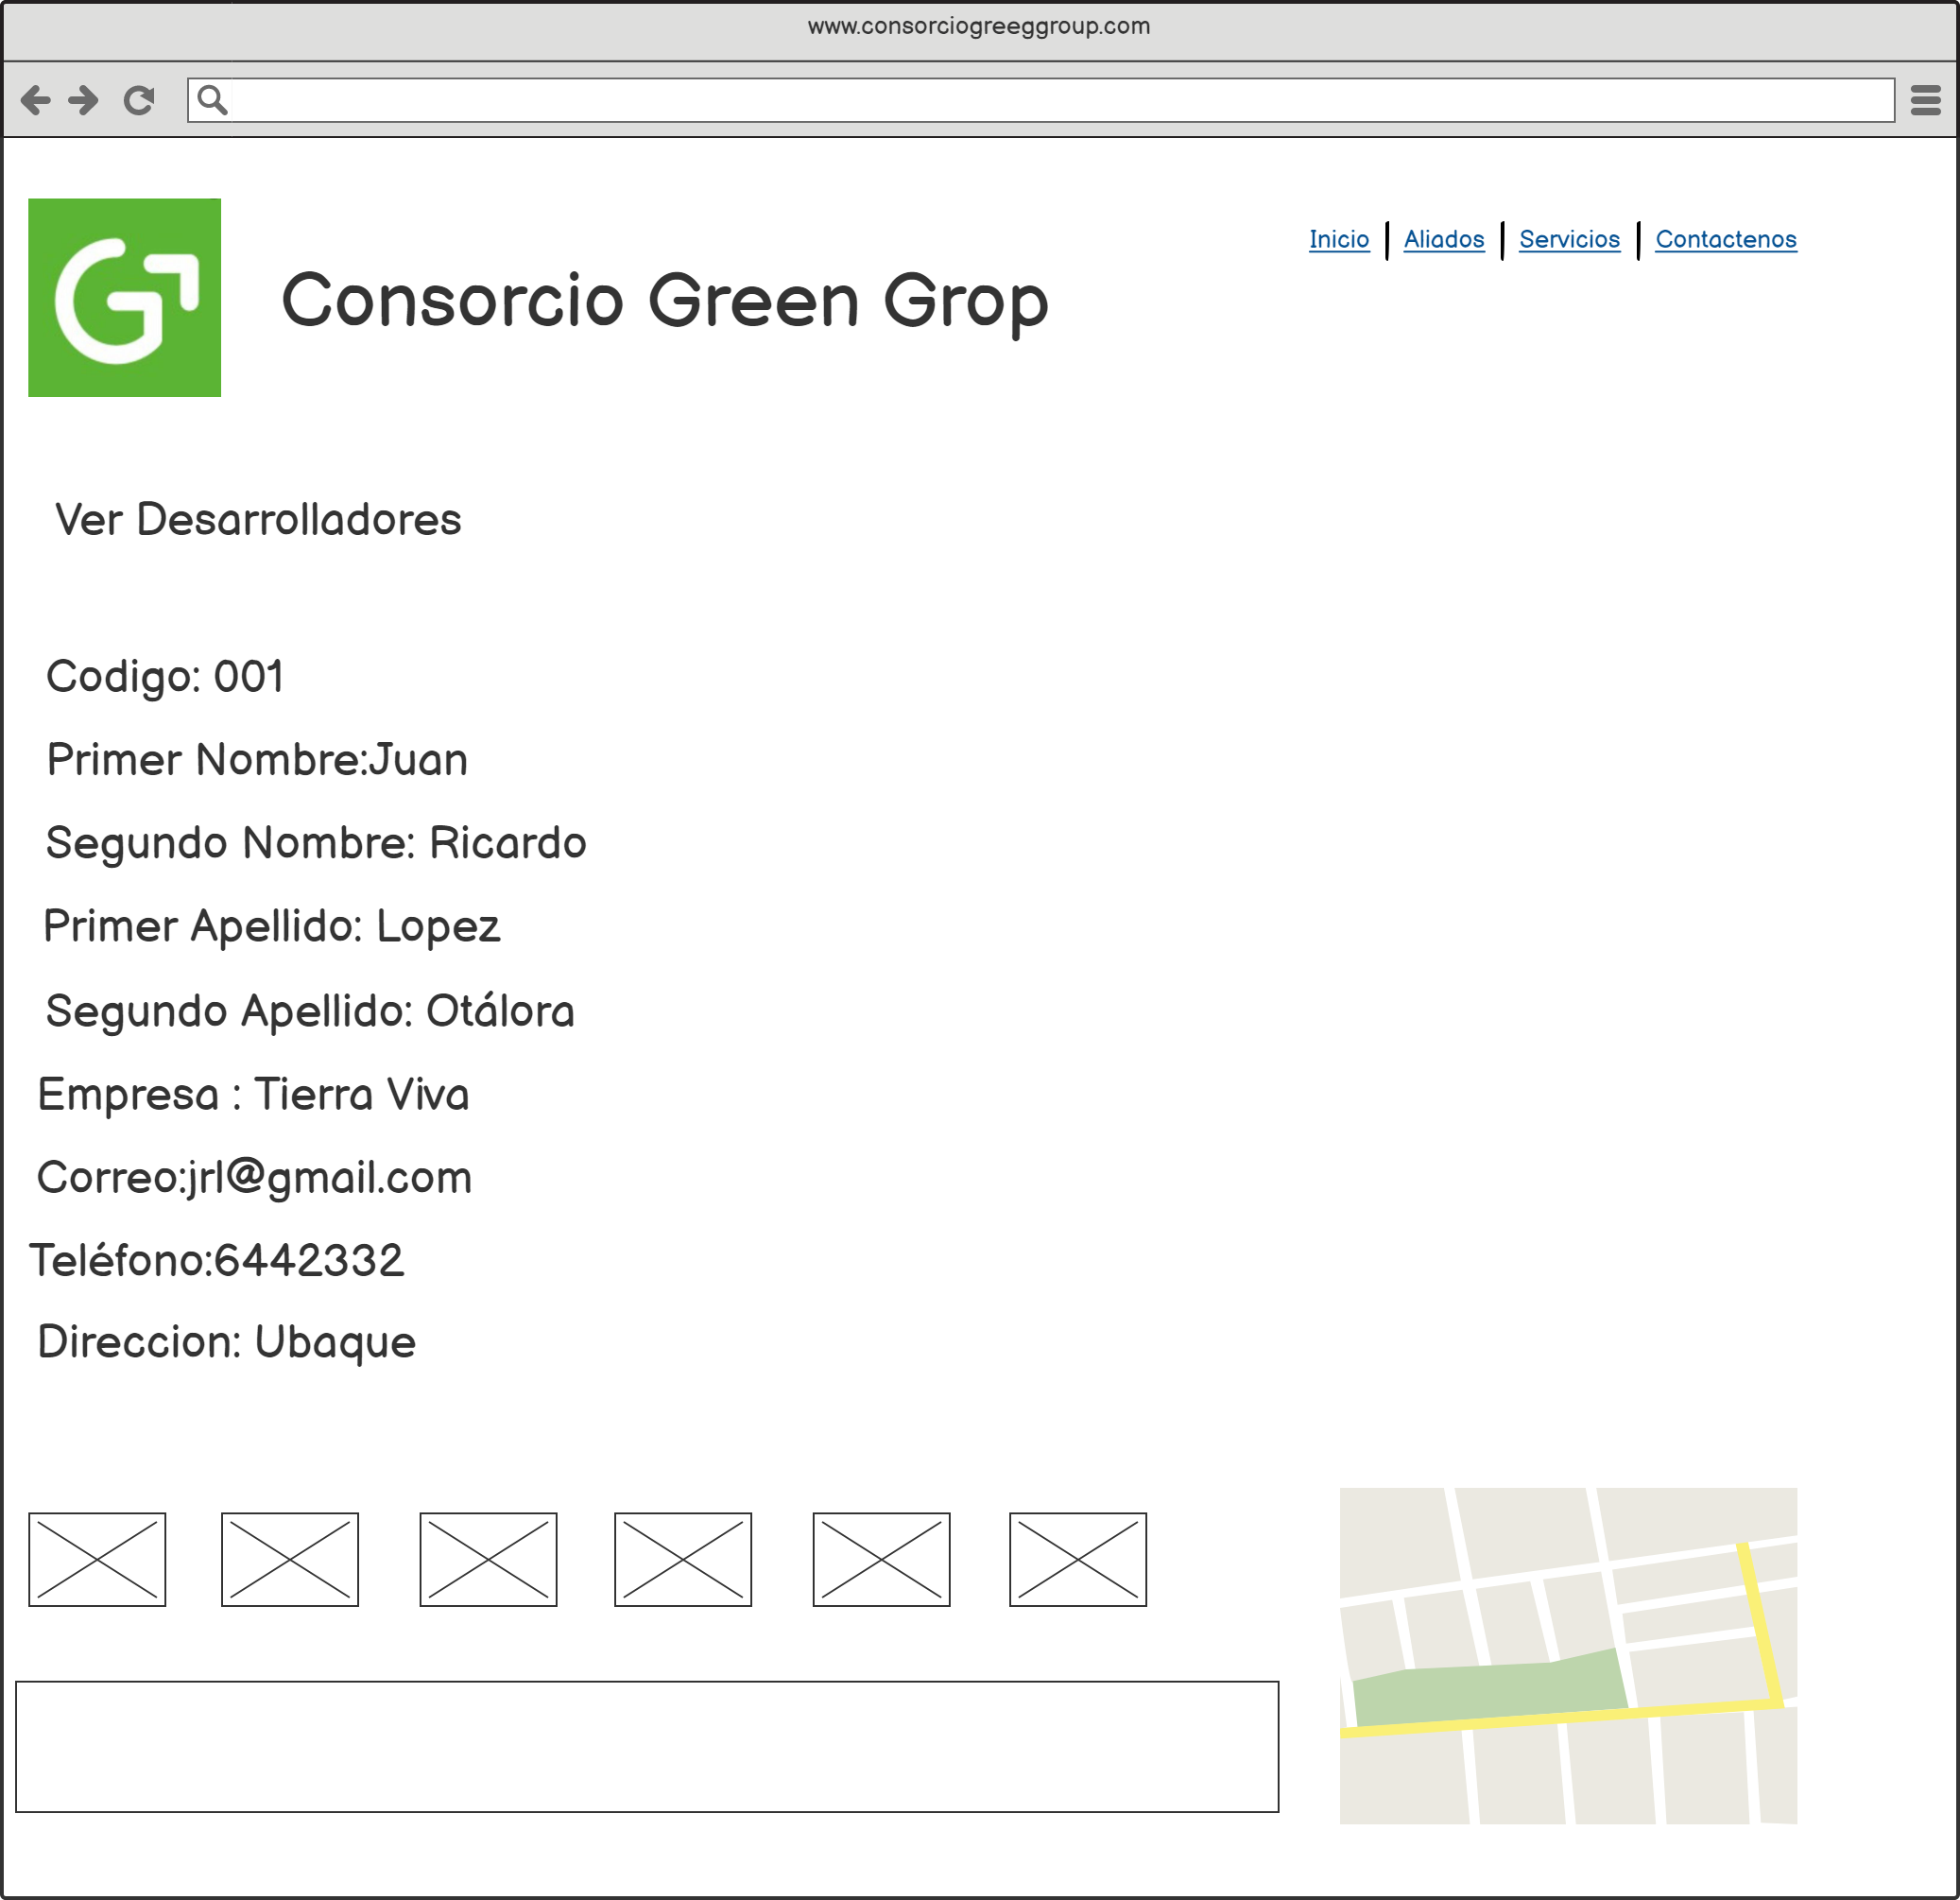 www.consorciogreeggroup.com
Inicio Aliados Servicios Contactenos
Consorcio Green Grop
Ver Desarrolladores
Codigo: 001
Primer Nombre:Juan
Segundo Nombre: Ricardo
Primer Apellido: Lopez
Segundo Apellido: Otálora
Empresa : Tierra Viva
Correo:jrl@gmail.com
Teléfono:6442332
Direccion: Ubaque